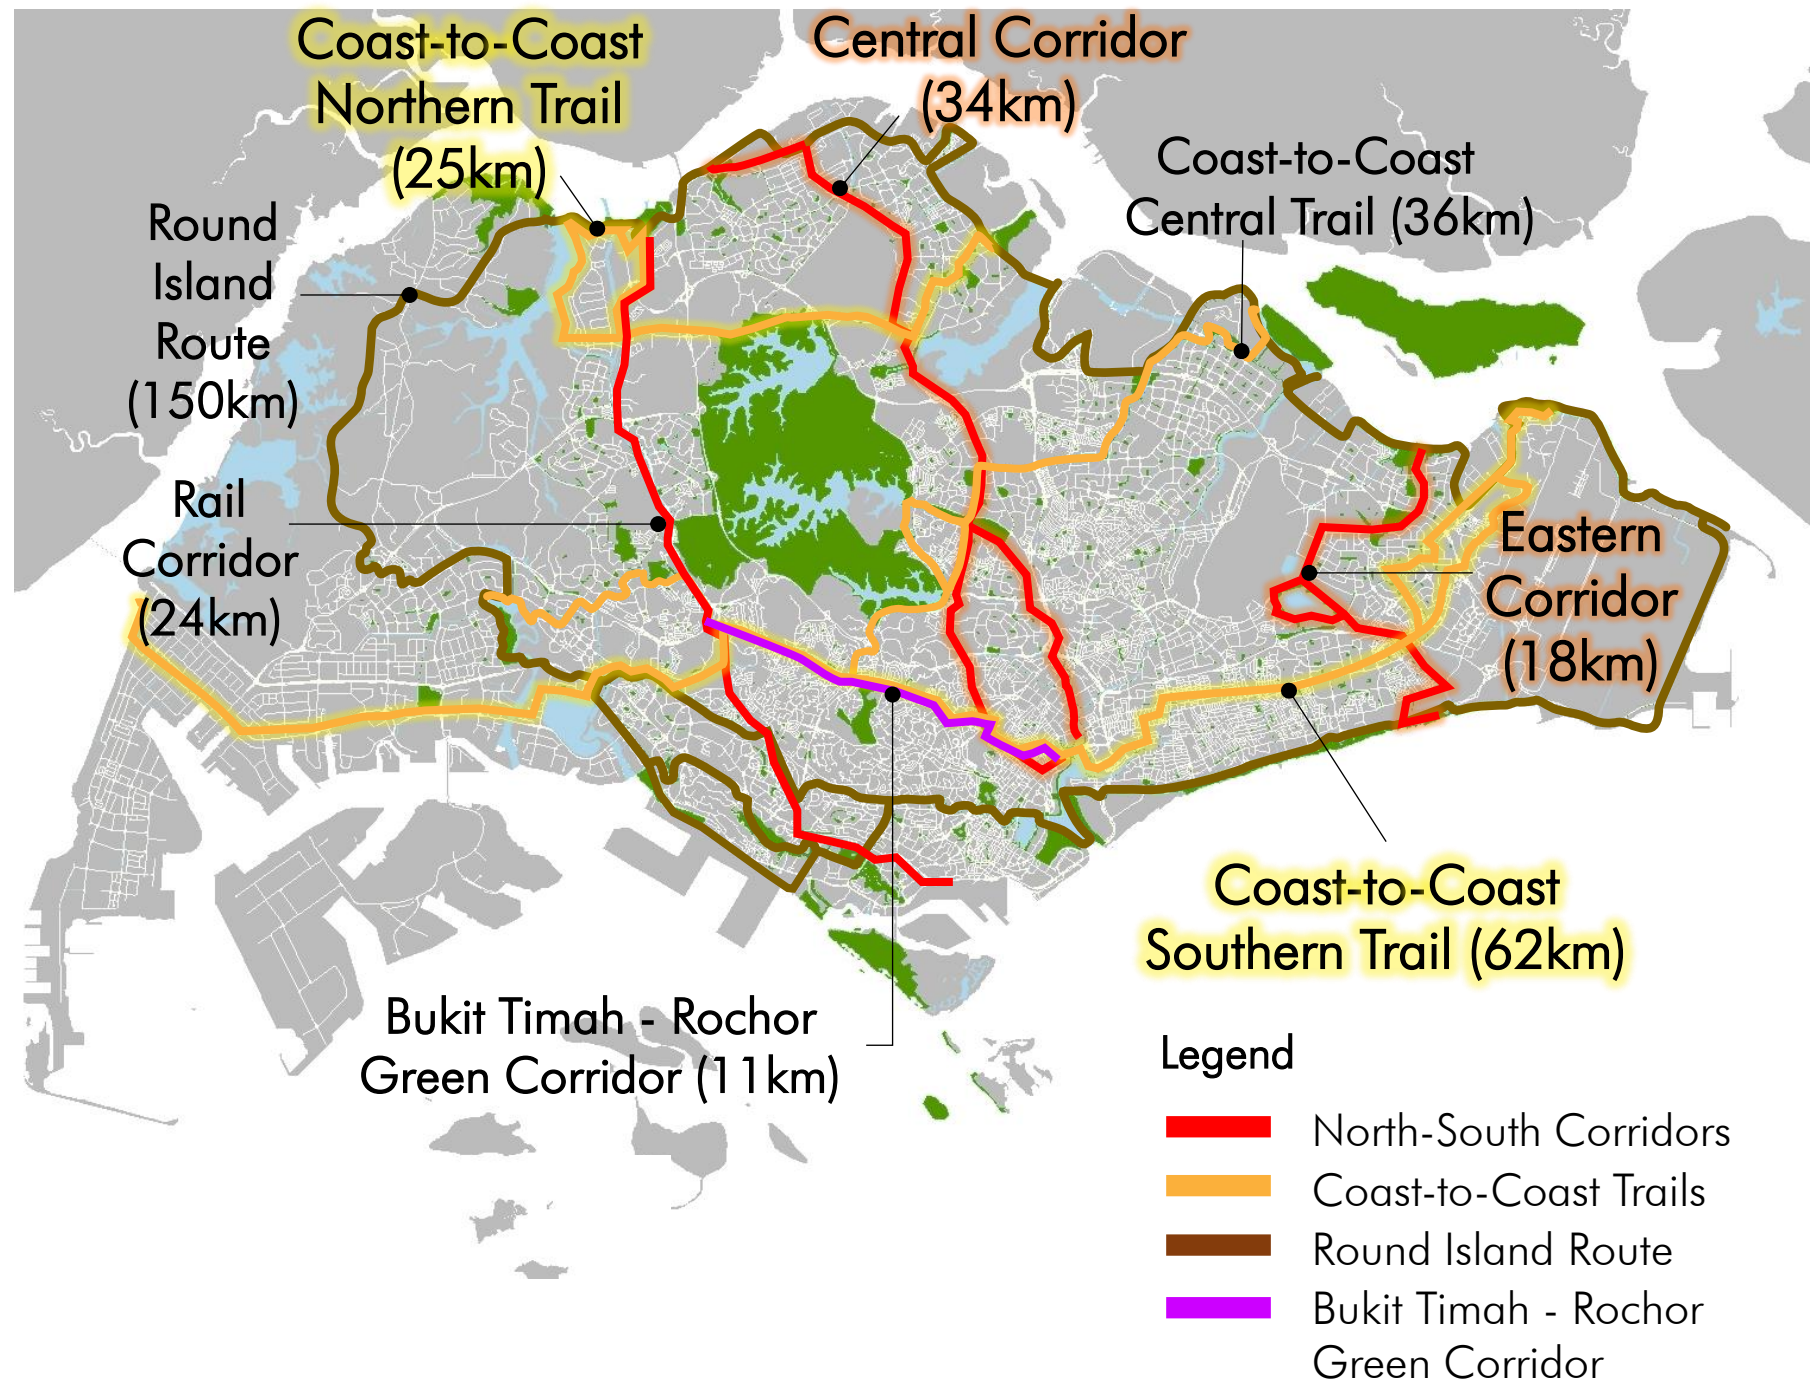 Coast-to-Coast
Northern Trail
(25km)
Central Corridor
(34km)
Coast-to-Coast
Central Trail (36km)
Round
Island
Route
(150km)
Rail
Corridor
(24km)
Eastern
Corridor
(18km)
Coast-to-Coast
Southern Trail (62km)
Bukit Timah - Rochor
Green Corridor (11km)
Legend
North-South Corridors
Coast-to-Coast Trails
Round Island Route
Bukit Timah - Rochor
Green Corridor